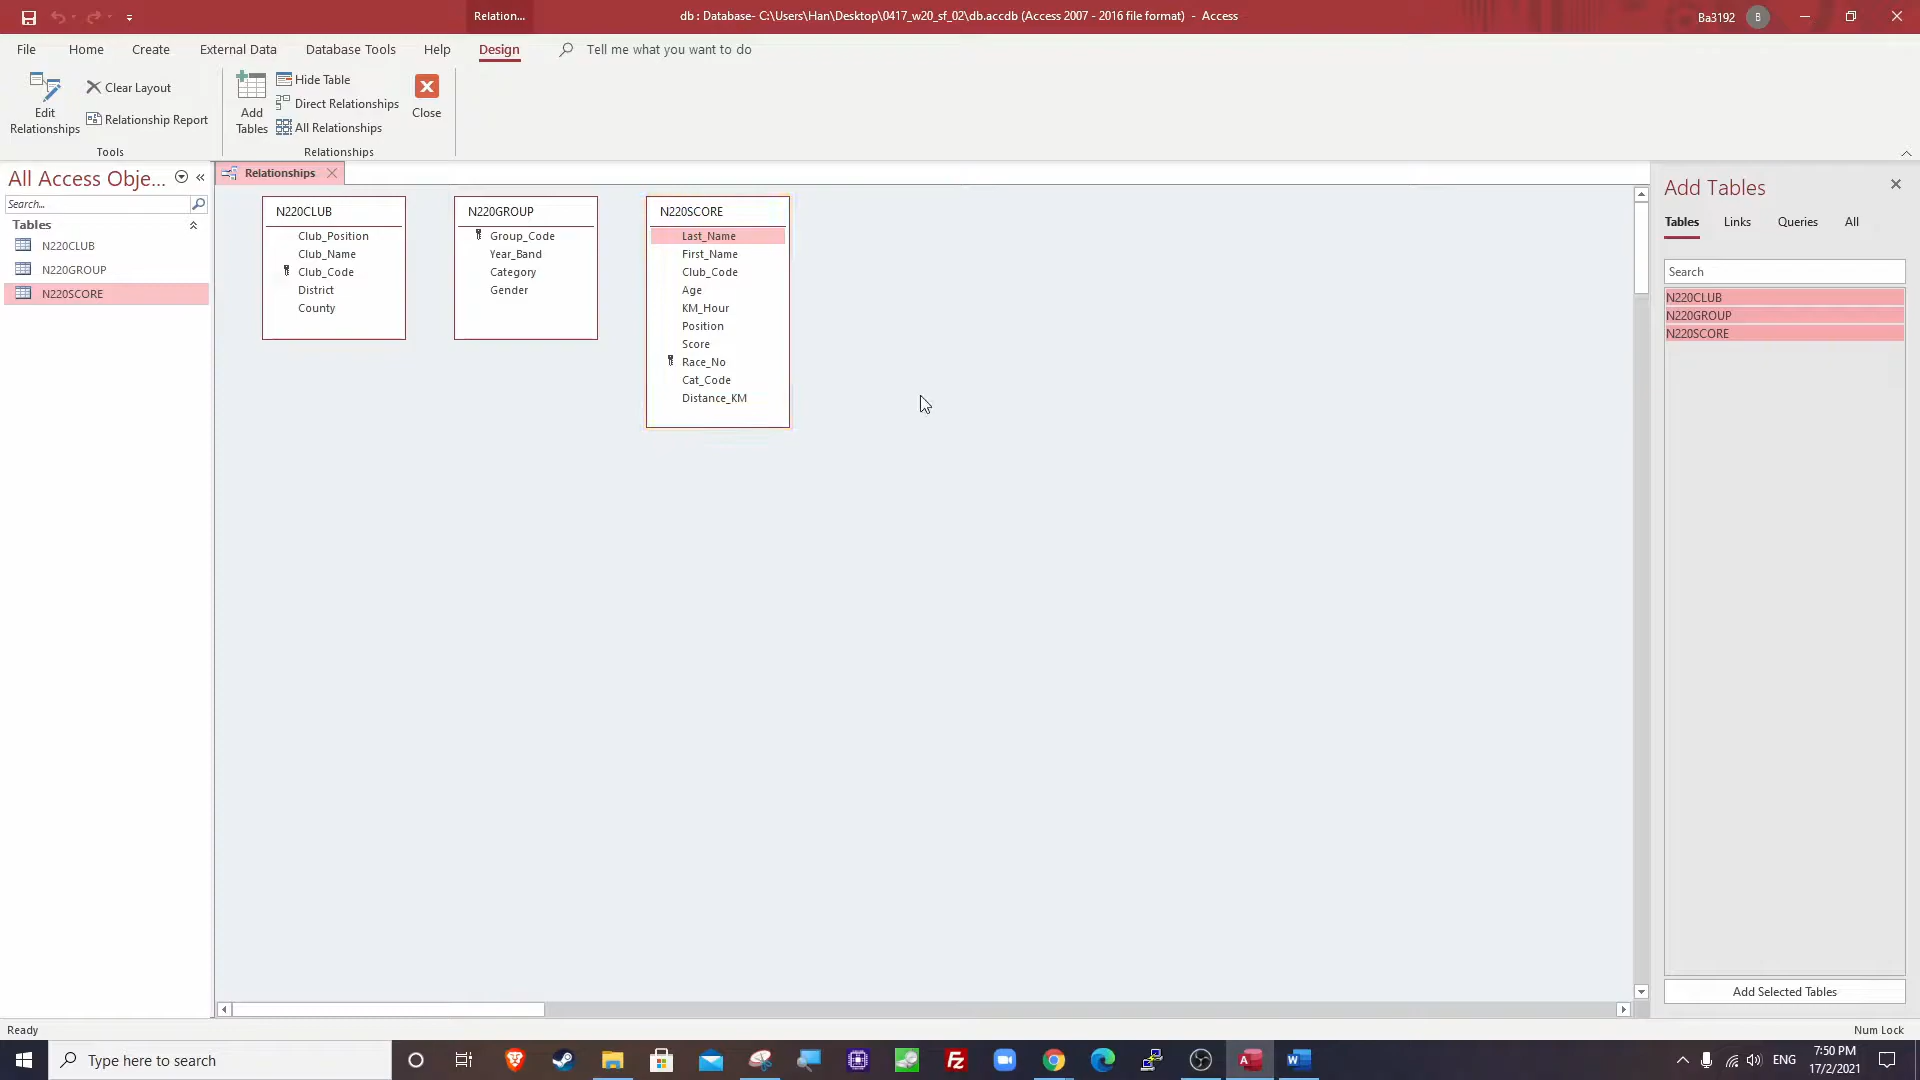 Relation...
db : Database- C:\Users\Han\Desktop\0417_w20_sf_02\db.accdb (Access 2007 - 2016 file format) - Access
Ba3192
B
File
Home
Create
External Data
Database Tools
Help
Design
Tell me what you want to do
Edit
Relationships
Clear Layout
Relationship Report
Tools
Add
Tables
Hide Table
Direct Relationships
All Relationships
Close
Relationships
All Access Obje...
Search...
Tables
N220CLUB
N220GROUP
N220SCORE
Relationships
N220CLUB
Club_Position
Club_Name
Club_Code
District
County
N220GROUP
Group_Code
Year_Band
Category
Gender
N220SCORE
Last_Name
First_Name
Club_Code
Age
KM_Hour
Position
Score
Race_No
Cat_Code
Distance_KM
Add Tables
Tables
Links
Queries
All
Search
N220CLUB
N220GROUP
N220SCORE
Add Selected Tables
Ready
Num Lock
Type here to search
ENG
7:50 PM
17/2/2021